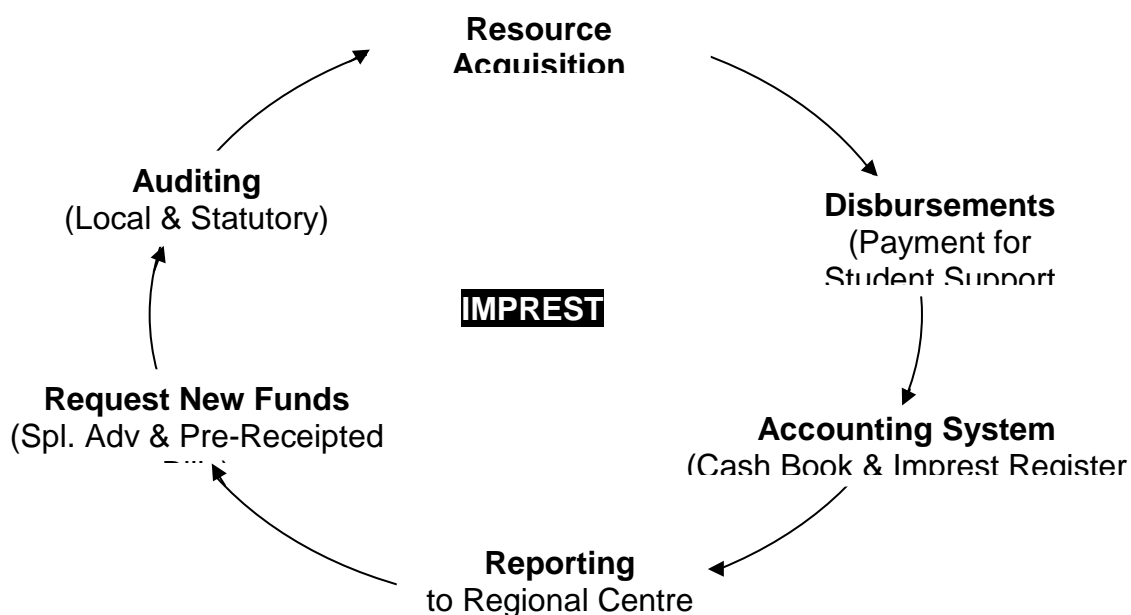 Resource
Acquisition
Disbursements
(Payment for
Student Support
Accounting System
(Cash Book & Imprest Register
Reporting
to Regional Centre
Request New Funds
(Spl. Adv & Pre-Receipted
Auditing
(Local & Statutory)
IMPREST